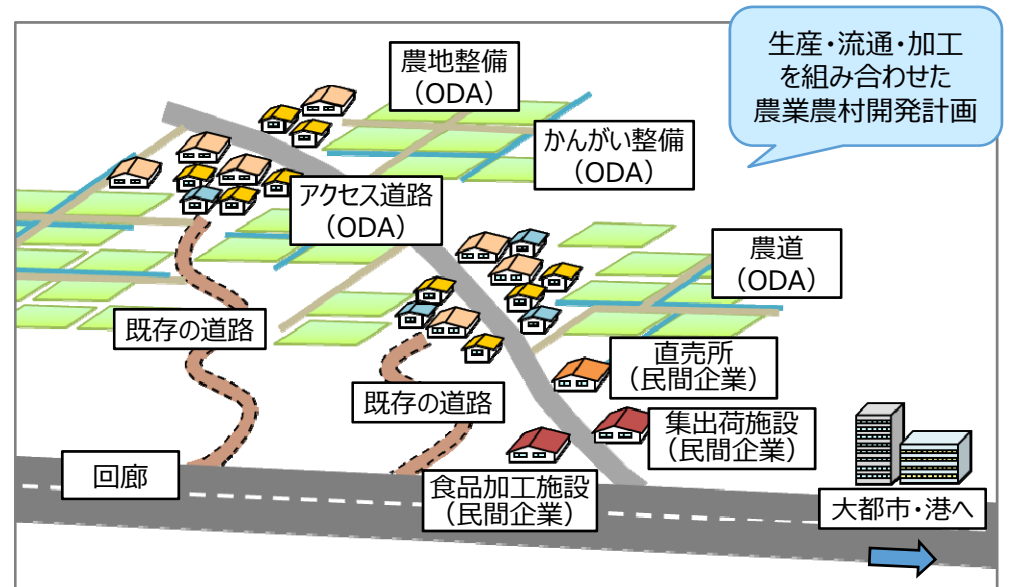 生産・流通・加工
を組み合わせた
農業農村開発計画
農地整備
（ODA）
かんがい整備
（ODA）
アクセス道路
（ODA）
農道
（ODA）
既存の道路
直売所
（民間企業）
既存の道路
集出荷施設
（民間企業）
回廊
食品加工施設
（民間企業）
大都市・港へ